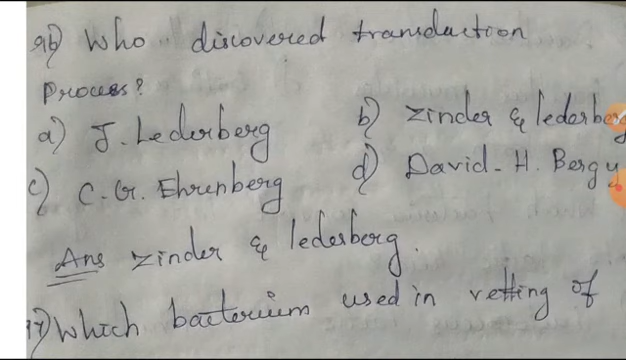 96) Who discovered transduction
Process?
a) J. Lederberg b) Zinder & lederberg
c) C. G. Ehrenberg d) David-H. Bergy
Ans Zinder & lederberg.
97) Which bacterium used in retting of